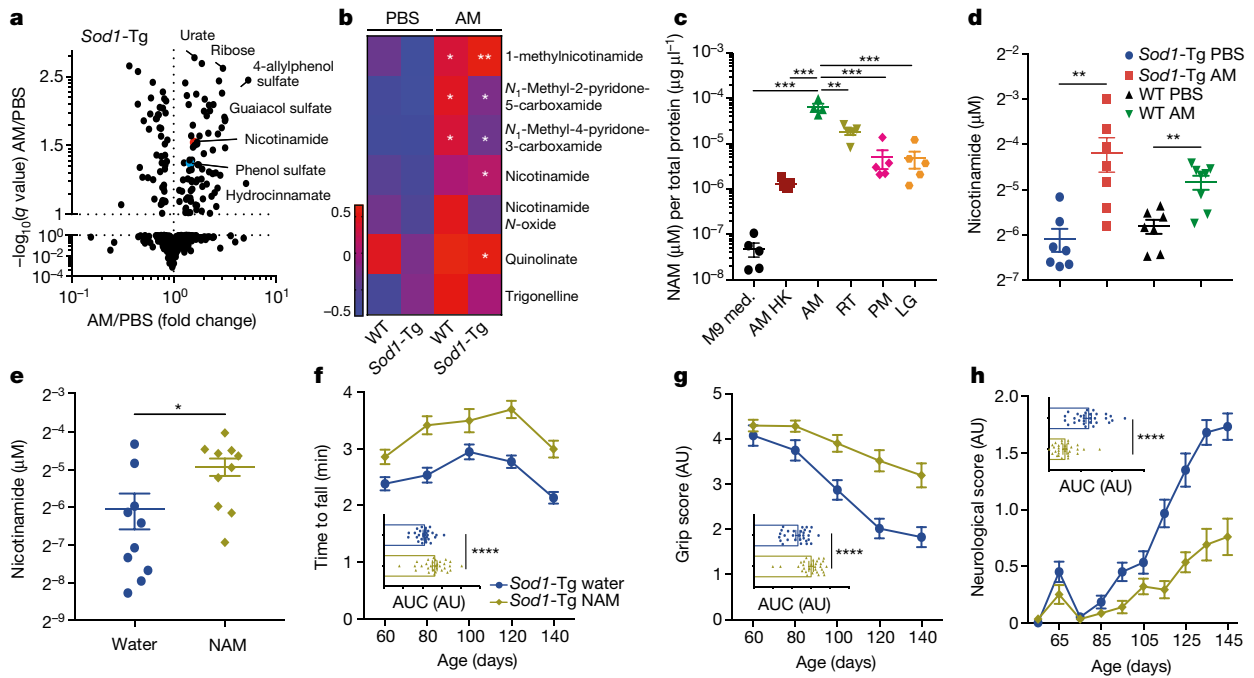 a
Sod1-Tg
Urate
Ribose
4-allylphenol
sulfate
Guaiacol sulfate
Nicotinamide
Phenol sulfate
Hydrocinnamate
−log10(q value) AM/PBS
2.5
1.5
1
10⁰
10⁻²
10⁻⁴
10⁻¹
10⁰
10¹
AM/PBS (fold change)
b
PBS
AM
1-methylnicotinamide
N1-Methyl-2-pyridone-
5-carboxamide
N1-Methyl-4-pyridone-
3-carboxamide
Nicotinamide
Nicotinamide
N-oxide
Quinolinate
Trigonelline
* **
* *
* *
*
*
0.5
0
−0.5
WT
Sod1-Tg
WT
Sod1-Tg
c
NAM (μM) per total protein (μg μl⁻¹)
10⁻³
10⁻⁴
10⁻⁵
10⁻⁶
10⁻⁷
10⁻⁸
***
***
***
***
**
M9 med.
AM HK
AM
RT
PM
LG
d
Sod1-Tg PBS
Sod1-Tg AM
WT PBS
WT AM
Nicotinamide (μM)
2⁻²
2⁻³
2⁻⁴
2⁻⁵
2⁻⁶
2⁻⁷
**
**
e
Nicotinamide (μM)
2⁻³
2⁻⁴
2⁻⁵
2⁻⁶
2⁻⁷
2⁻⁸
2⁻⁹
*
Water
NAM
f
Time to fall (min)
4
3
2
1
0
AUC (AU)
****
Sod1-Tg water
Sod1-Tg NAM
60 80 100 120 140
Age (days)
g
Grip score (AU)
5
4
3
2
1
0
AUC (AU)
****
60 80 100 120 140
Age (days)
h
Neurological score (AU)
2.0
1.5
1.0
0.5
0
AUC (AU)
****
65 85 105 125 145
Age (days)